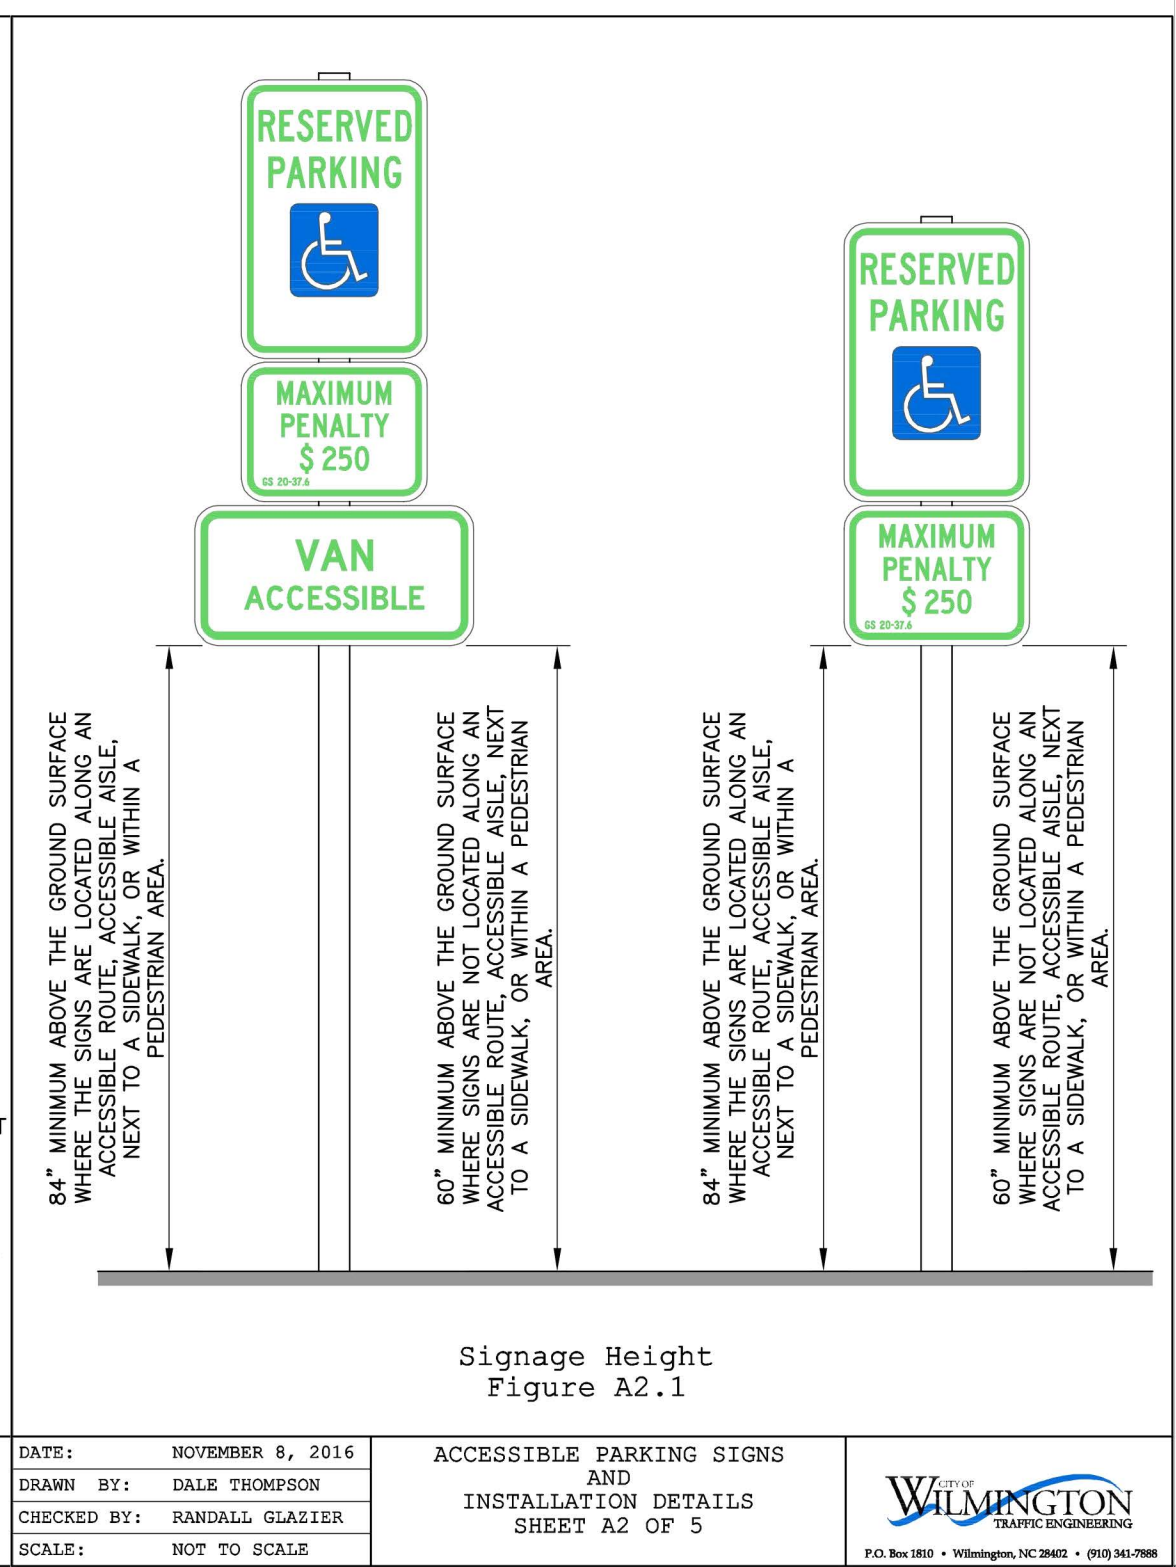 RESERVED
PARKING
MAXIMUM
PENALTY
$ 250
GS 20-37.6
VAN
ACCESSIBLE
RESERVED
PARKING
MAXIMUM
PENALTY
$ 250
GS 20-37.6
84" MINIMUM ABOVE THE GROUND SURFACE
WHERE THE SIGNS ARE LOCATED ALONG AN
ACCESSIBLE ROUTE, ACCESSIBLE AISLE,
NEXT TO A SIDEWALK, OR WITHIN A
PEDESTRIAN AREA.
60" MINIMUM ABOVE THE GROUND SURFACE
WHERE SIGNS ARE NOT LOCATED ALONG AN
ACCESSIBLE ROUTE, ACCESSIBLE AISLE, NEXT
TO A SIDEWALK, OR WITHIN A PEDESTRIAN
AREA.
84" MINIMUM ABOVE THE GROUND SURFACE
WHERE THE SIGNS ARE LOCATED ALONG AN
ACCESSIBLE ROUTE, ACCESSIBLE AISLE,
NEXT TO A SIDEWALK, OR WITHIN A
PEDESTRIAN AREA.
60" MINIMUM ABOVE THE GROUND SURFACE
WHERE SIGNS ARE NOT LOCATED ALONG AN
ACCESSIBLE ROUTE, ACCESSIBLE AISLE, NEXT
TO A SIDEWALK, OR WITHIN A PEDESTRIAN
AREA.
T
Signage Height
Figure A2.1
DATE: NOVEMBER 8, 2016
DRAWN BY: DALE THOMPSON
CHECKED BY: RANDALL GLAZIER
SCALE: NOT TO SCALE
ACCESSIBLE PARKING SIGNS
AND
INSTALLATION DETAILS
SHEET A2 OF 5
CITY OF
WILMINGTON
TRAFFIC ENGINEERING
P.O. Box 1810 • Wilmington, NC 28402 • (910) 341-7888